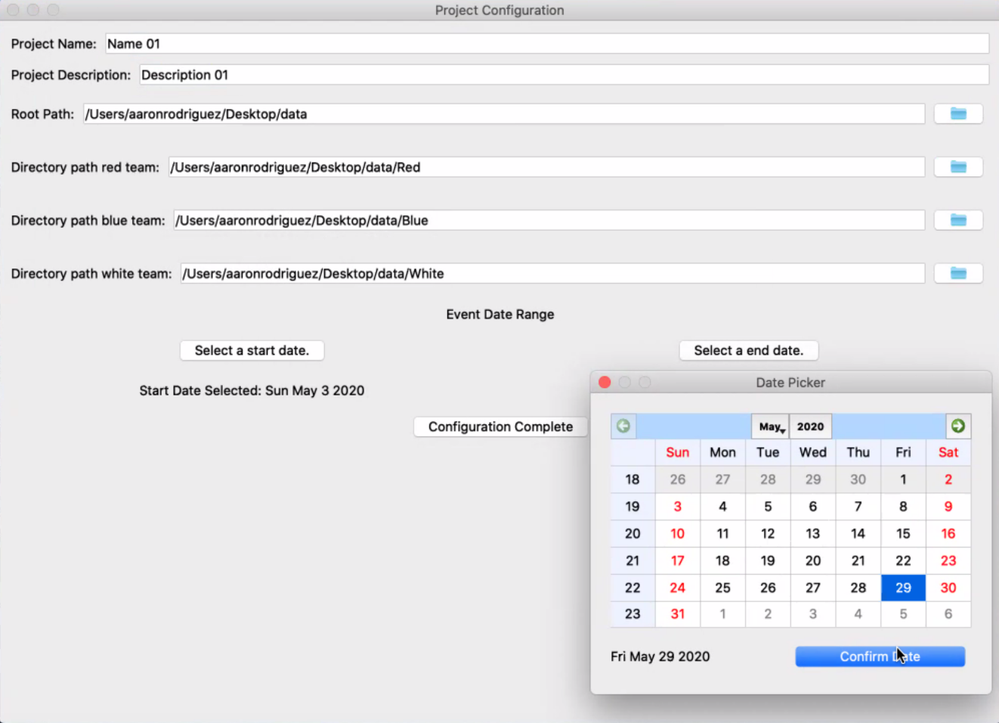 Project Configuration
Project Name: Name 01
Project Description: Description 01
Root Path: /Users/aaronrodriguez/Desktop/data
Directory path red team: /Users/aaronrodriguez/Desktop/data/Red
Directory path blue team: /Users/aaronrodriguez/Desktop/data/Blue
Directory path white team: /Users/aaronrodriguez/Desktop/data/White
Event Date Range
Select a start date. Select a end date.
Start Date Selected: Sun May 3 2020
Configuration Complete
Date Picker
May 2020
Sun Mon Tue Wed Thu Fri Sat
18 26 27 28 29 30 1 2
19 3 4 5 6 7 8 9
20 10 11 12 13 14 15 16
21 17 18 19 20 21 22 23
22 24 25 26 27 28 29 30
23 31 1 2 3 4 5 6
Fri May 29 2020 Confirm Date